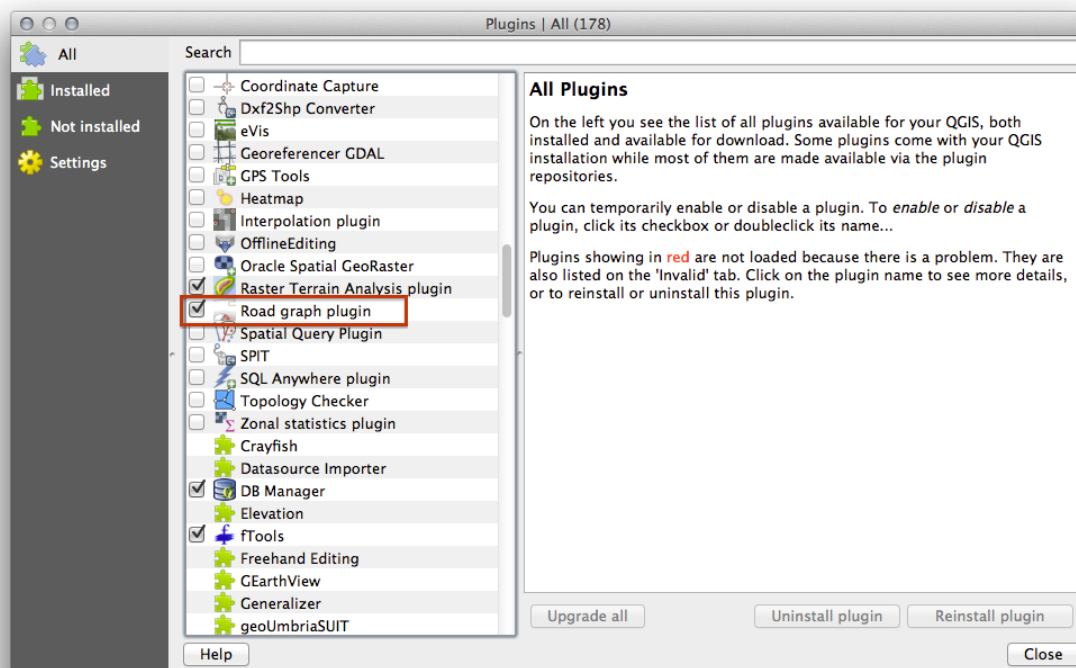 Plugins | All (178)
All
Installed
Not installed
Settings
Search
Coordinate Capture
Dxf2Shp Converter
eVis
Georeferencer GDAL
GPS Tools
Heatmap
Interpolation plugin
OfflineEditing
Oracle Spatial GeoRaster
Raster Terrain Analysis plugin
Road graph plugin
Spatial Query Plugin
SPIT
SQL Anywhere plugin
Topology Checker
Zonal statistics plugin
Crayfish
Datasource Importer
DB Manager
Elevation
fTools
Freehand Editing
GEarthView
Generalizer
geoUmbriaSUIT
All Plugins
On the left you see the list of all plugins available for your QGIS, both
installed and available for download. Some plugins come with your QGIS
installation while most of them are made available via the plugin
repositories.
You can temporarily enable or disable a plugin. To enable or disable a
plugin, click its checkbox or doubleclick its name...
Plugins showing in red are not loaded because there is a problem. They are
also listed on the 'Invalid' tab. Click on the plugin name to see more details,
or to reinstall or uninstall this plugin.
Upgrade all
Uninstall plugin
Reinstall plugin
Help
Close